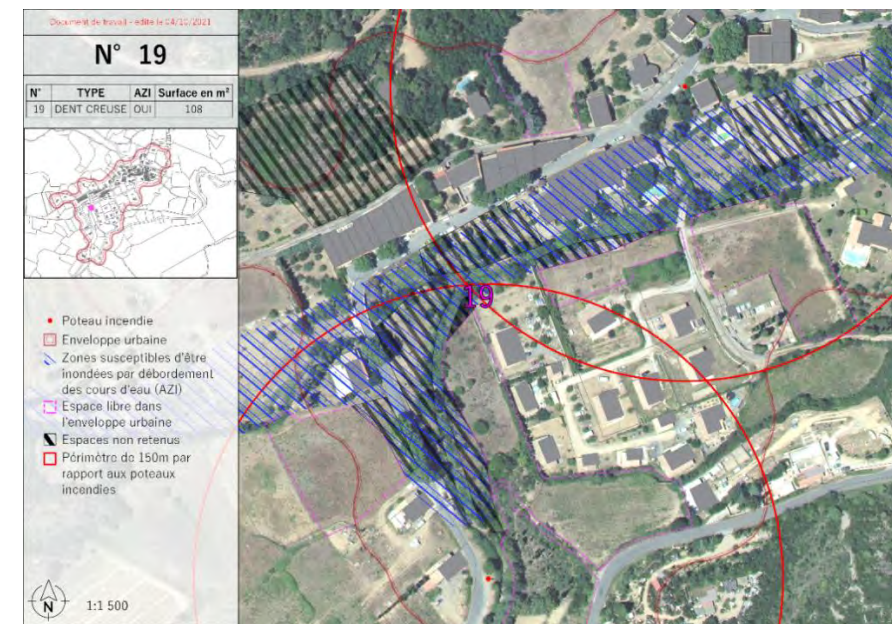 Document de travail - édité le 04/10/2021
N° 19
N° TYPE AZI Surface en m²
19 DENT CREUSE OUI 108
19
Poteau incendie
Enveloppe urbaine
Zones susceptibles d'être
inondées par débordement
des cours d'eau (AZI)
Espace libre dans
l'enveloppe urbaine
Espaces non retenus
Périmètre de 150m par
rapport aux poteaux
incendies
N
1:1 500